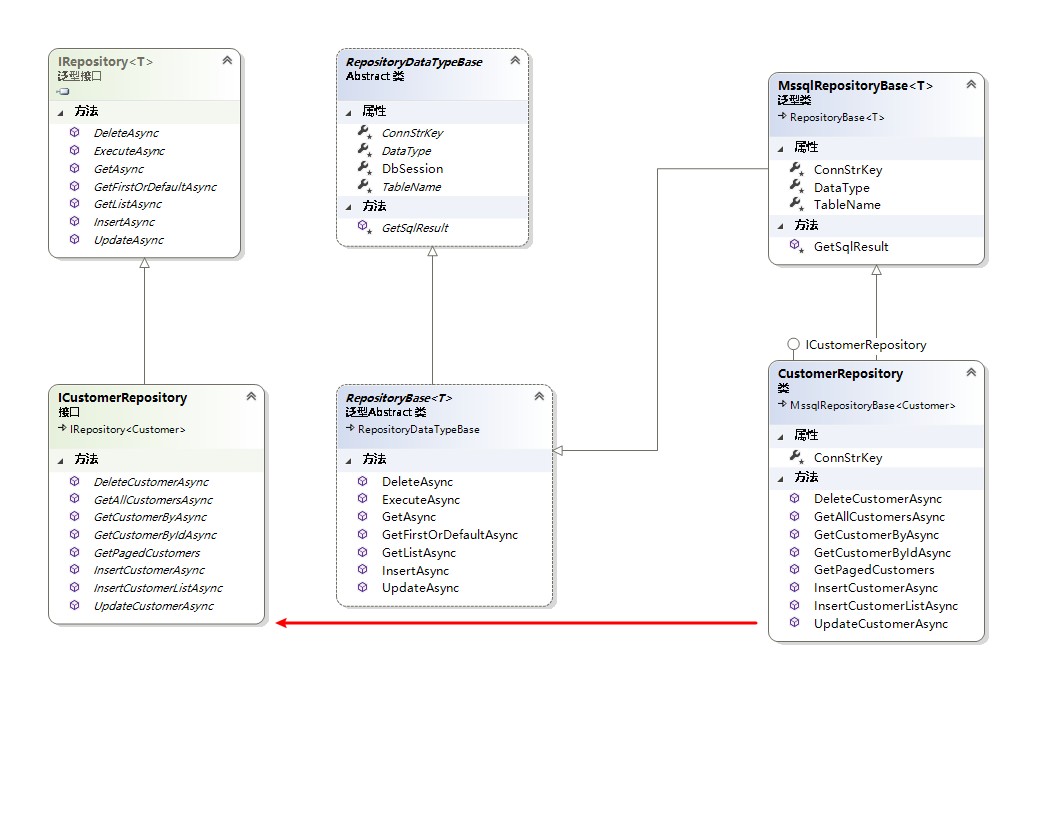 IRepository<T>
泛型接口
方法
DeleteAsync
ExecuteAsync
GetAsync
GetFirstOrDefaultAsync
GetListAsync
InsertAsync
UpdateAsync
RepositoryDataTypeBase
Abstract 类
属性
ConnStrKey
DataType
DbSession
TableName
方法
GetSqlResult
MssqlRepositoryBase<T>
泛型类
RepositoryBase<T>
属性
ConnStrKey
DataType
TableName
方法
GetSqlResult
ICustomerRepository
接口
IRepository<Customer>
方法
DeleteCustomerAsync
GetAllCustomersAsync
GetCustomerByAsync
GetCustomerByIdAsync
GetPagedCustomers
InsertCustomerAsync
InsertCustomerListAsync
UpdateCustomerAsync
RepositoryBase<T>
泛型Abstract 类
RepositoryDataTypeBase
方法
DeleteAsync
ExecuteAsync
GetAsync
GetFirstOrDefaultAsync
GetListAsync
InsertAsync
UpdateAsync
ICustomerRepository
CustomerRepository
类
MssqlRepositoryBase<Customer>
属性
ConnStrKey
方法
DeleteCustomerAsync
GetAllCustomersAsync
GetCustomerByAsync
GetCustomerByIdAsync
GetPagedCustomers
InsertCustomerAsync
InsertCustomerListAsync
UpdateCustomerAsync